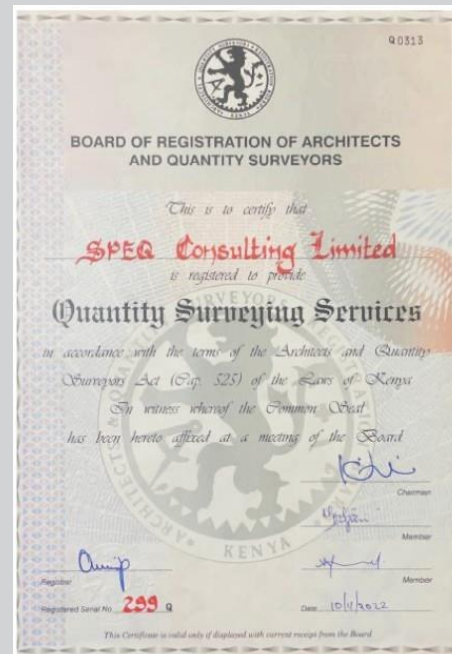 Q0313
BOARD OF REGISTRATION OF ARCHITECTS
AND QUANTITY SURVEYORS
This is to certify that
SPEQ Consulting Limited
is registered to provide
Quantity Surveying Services
in accordance with the terms of the Architects and Quantity
Surveyors Act (Cap. 525) of the Laws of Kenya
In witness whereof the Common Seal
has been hereto affixed at a meeting of the Board
Chairman
Member
KENYA
Member
Registrar
Registered Serial No 299 Q
Date 10/11/2022
This Certificate is valid only if displayed with current receipt from the Board